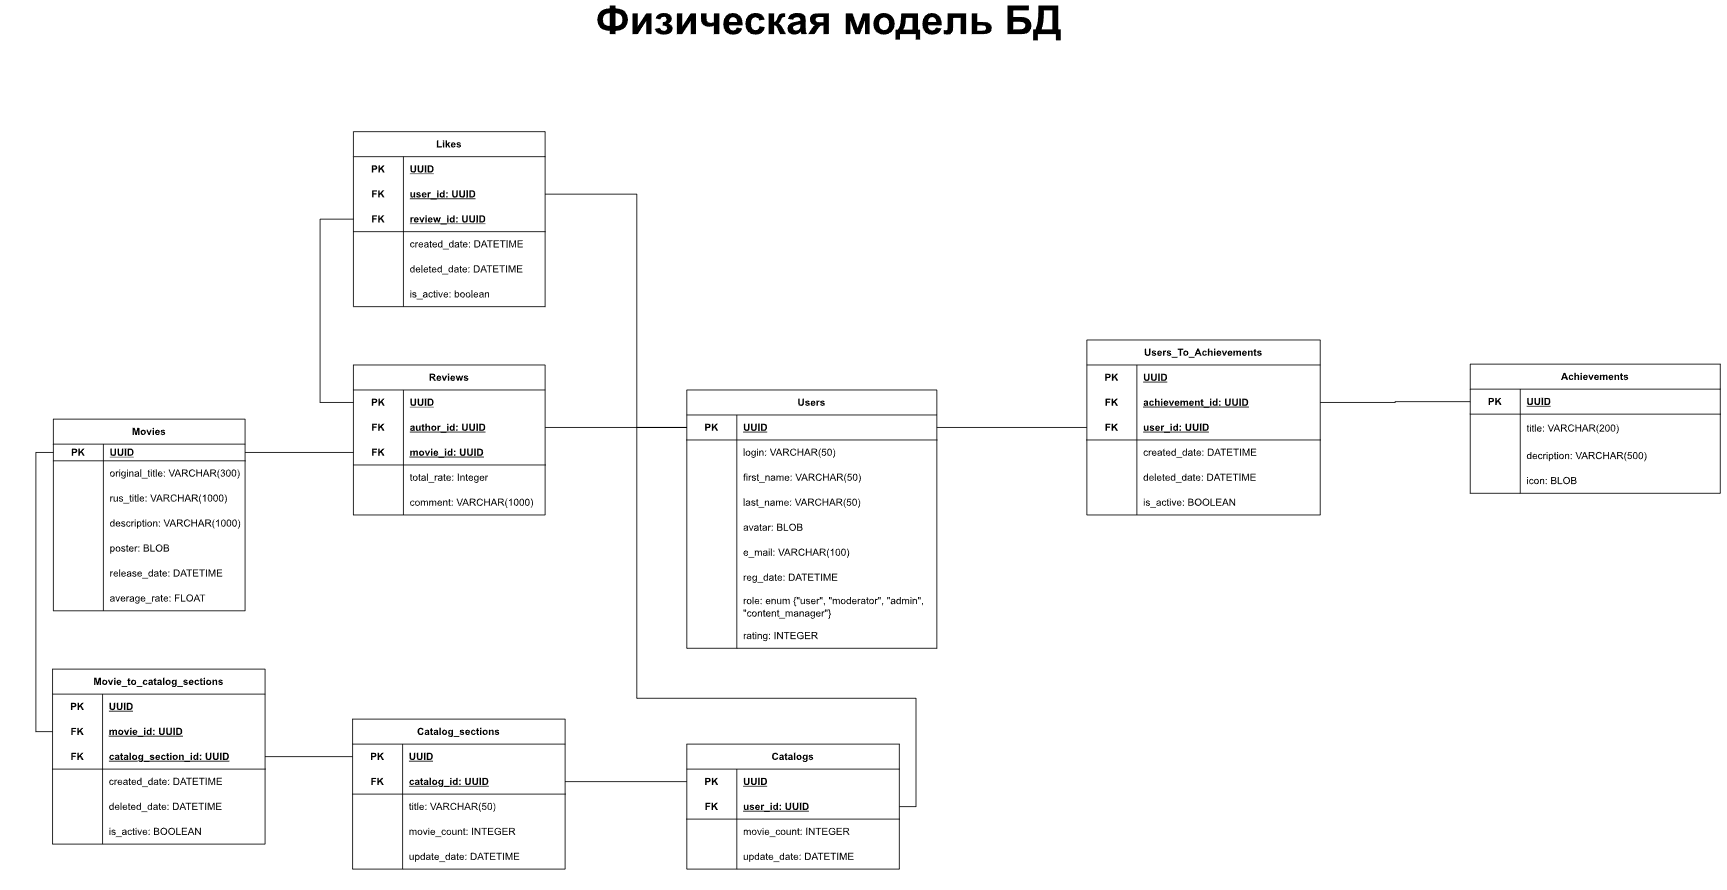 Физическая модель БД
Likes
PK UUID
FK user_id: UUID
FK review_id: UUID
created_date: DATETIME
deleted_date: DATETIME
is_active: boolean
Reviews
PK UUID
FK author_id: UUID
FK movie_id: UUID
total_rate: Integer
comment: VARCHAR(1000)
Movies
PK UUID
original_title: VARCHAR(300)
rus_title: VARCHAR(1000)
description: VARCHAR(1000)
poster: BLOB
release_date: DATETIME
average_rate: FLOAT
Users
PK UUID
login: VARCHAR(50)
first_name: VARCHAR(50)
last_name: VARCHAR(50)
avatar: BLOB
e_mail: VARCHAR(100)
reg_date: DATETIME
role: enum {"user", "moderator", "admin",
"content_manager"}
rating: INTEGER
Users_To_Achievements
PK UUID
FK achievement_id: UUID
FK user_id: UUID
created_date: DATETIME
deleted_date: DATETIME
is_active: BOOLEAN
Achievements
PK UUID
title: VARCHAR(200)
decription: VARCHAR(500)
icon: BLOB
Movie_to_catalog_sections
PK UUID
FK movie_id: UUID
FK catalog_section_id: UUID
created_date: DATETIME
deleted_date: DATETIME
is_active: BOOLEAN
Catalog_sections
PK UUID
FK catalog_id: UUID
title: VARCHAR(50)
movie_count: INTEGER
update_date: DATETIME
Catalogs
PK UUID
FK user_id: UUID
movie_count: INTEGER
update_date: DATETIME